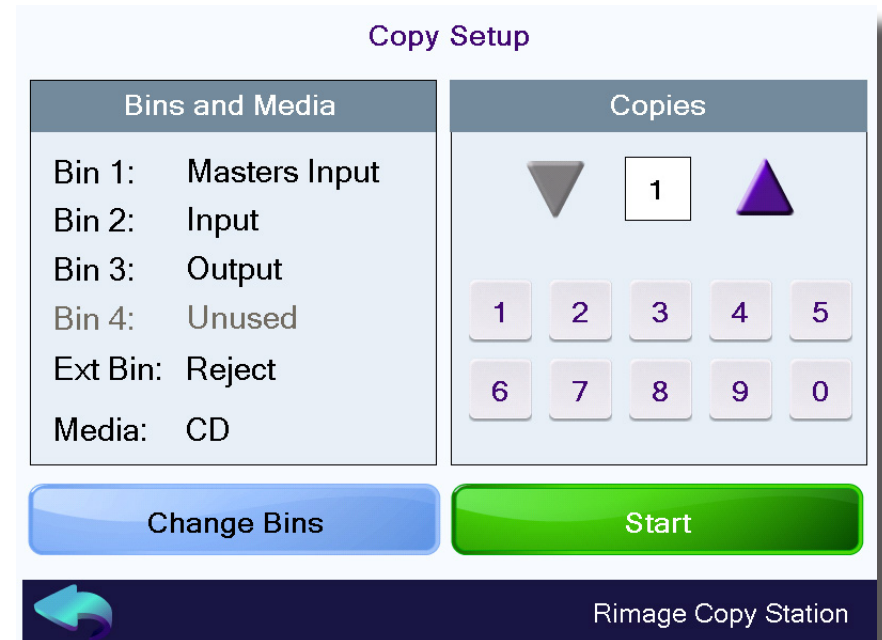 Copy Setup
Bins and Media
Bin 1: Masters Input
Bin 2: Input
Bin 3: Output
Bin 4: Unused
Ext Bin: Reject
Media: CD
Copies
1
1 2 3 4 5
6 7 8 9 0
Change Bins
Start
Rimage Copy Station